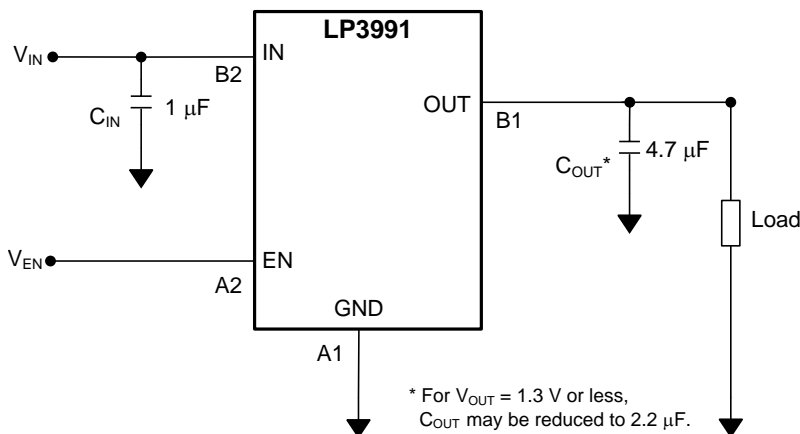 LP3991
V_IN
IN
B2
C_IN
1 μF
OUT
B1
C_OUT*
4.7 μF
Load
V_EN
EN
A2
GND
A1
* For V_OUT = 1.3 V or less,
C_OUT may be reduced to 2.2 μF.